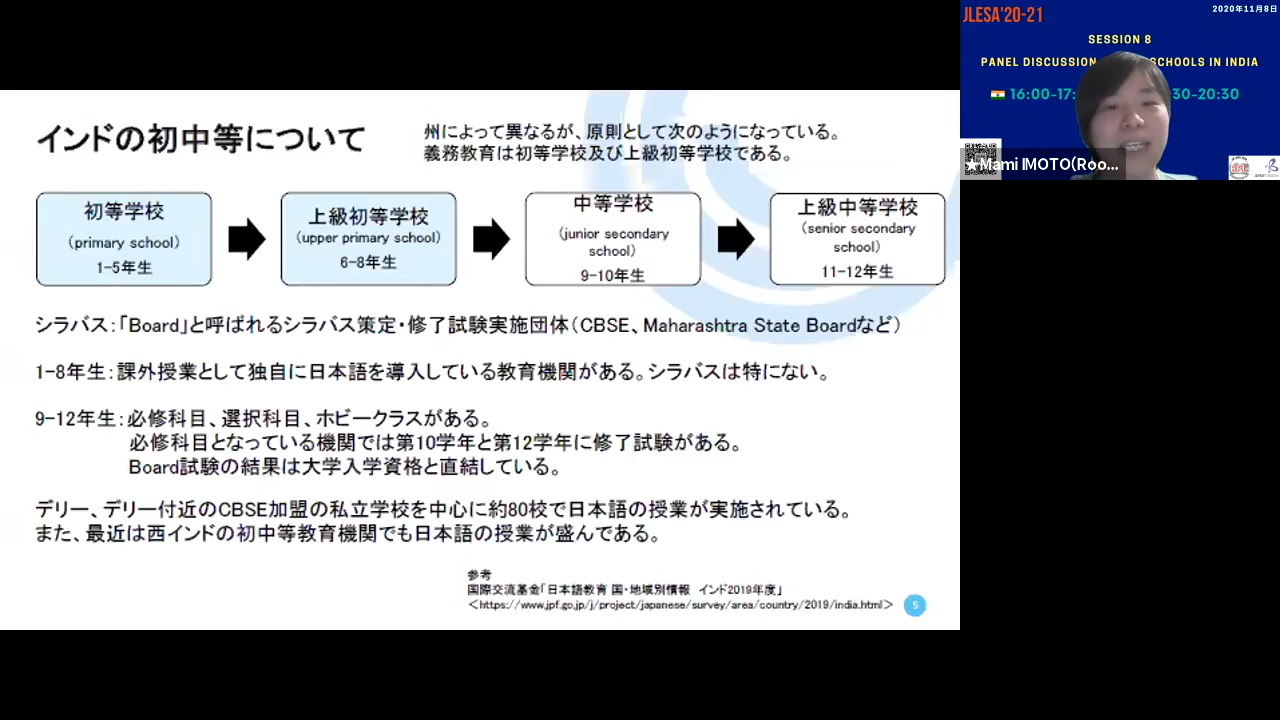 インドの初中等について
州によって異なるが、原則として次のようになっている。
義務教育は初等学校及び上級初等学校である。
初等学校
(primary school)
1-5年生
上級初等学校
(upper primary school)
6-8年生
中等学校
(junior secondary
school)
9-10年生
上級中等学校
(senior secondary
school)
11-12年生
シラバス:「Board」と呼ばれるシラバス策定・修了試験実施団体(CBSE、Maharashtra State Boardなど)
1-8年生:課外授業として独自に日本語を導入している教育機関がある。シラバスは特にない。
9-12年生:必修科目、選択科目、ホビークラスがある。
必修科目となっている機関では第10学年と第12学年に修了試験がある。
Board試験の結果は大学入学資格と直結している。
デリー、デリー付近のCBSE加盟の私立学校を中心に約80校で日本語の授業が実施されている。
また、最近は西インドの初中等教育機関でも日本語の授業が盛んである。
参考
国際交流基金「日本語教育 国・地域別情報 インド2019年度」
<https://www.jpf.go.jp/j/project/japanese/survey/area/country/2019/india.html>
5
JLESA'20-21
2020年11月8日
SESSION 8
PANEL DISCUSSION SCHOOLS IN INDIA
16:00-17: 30-20:30
★Mami IMOTO(Roo...